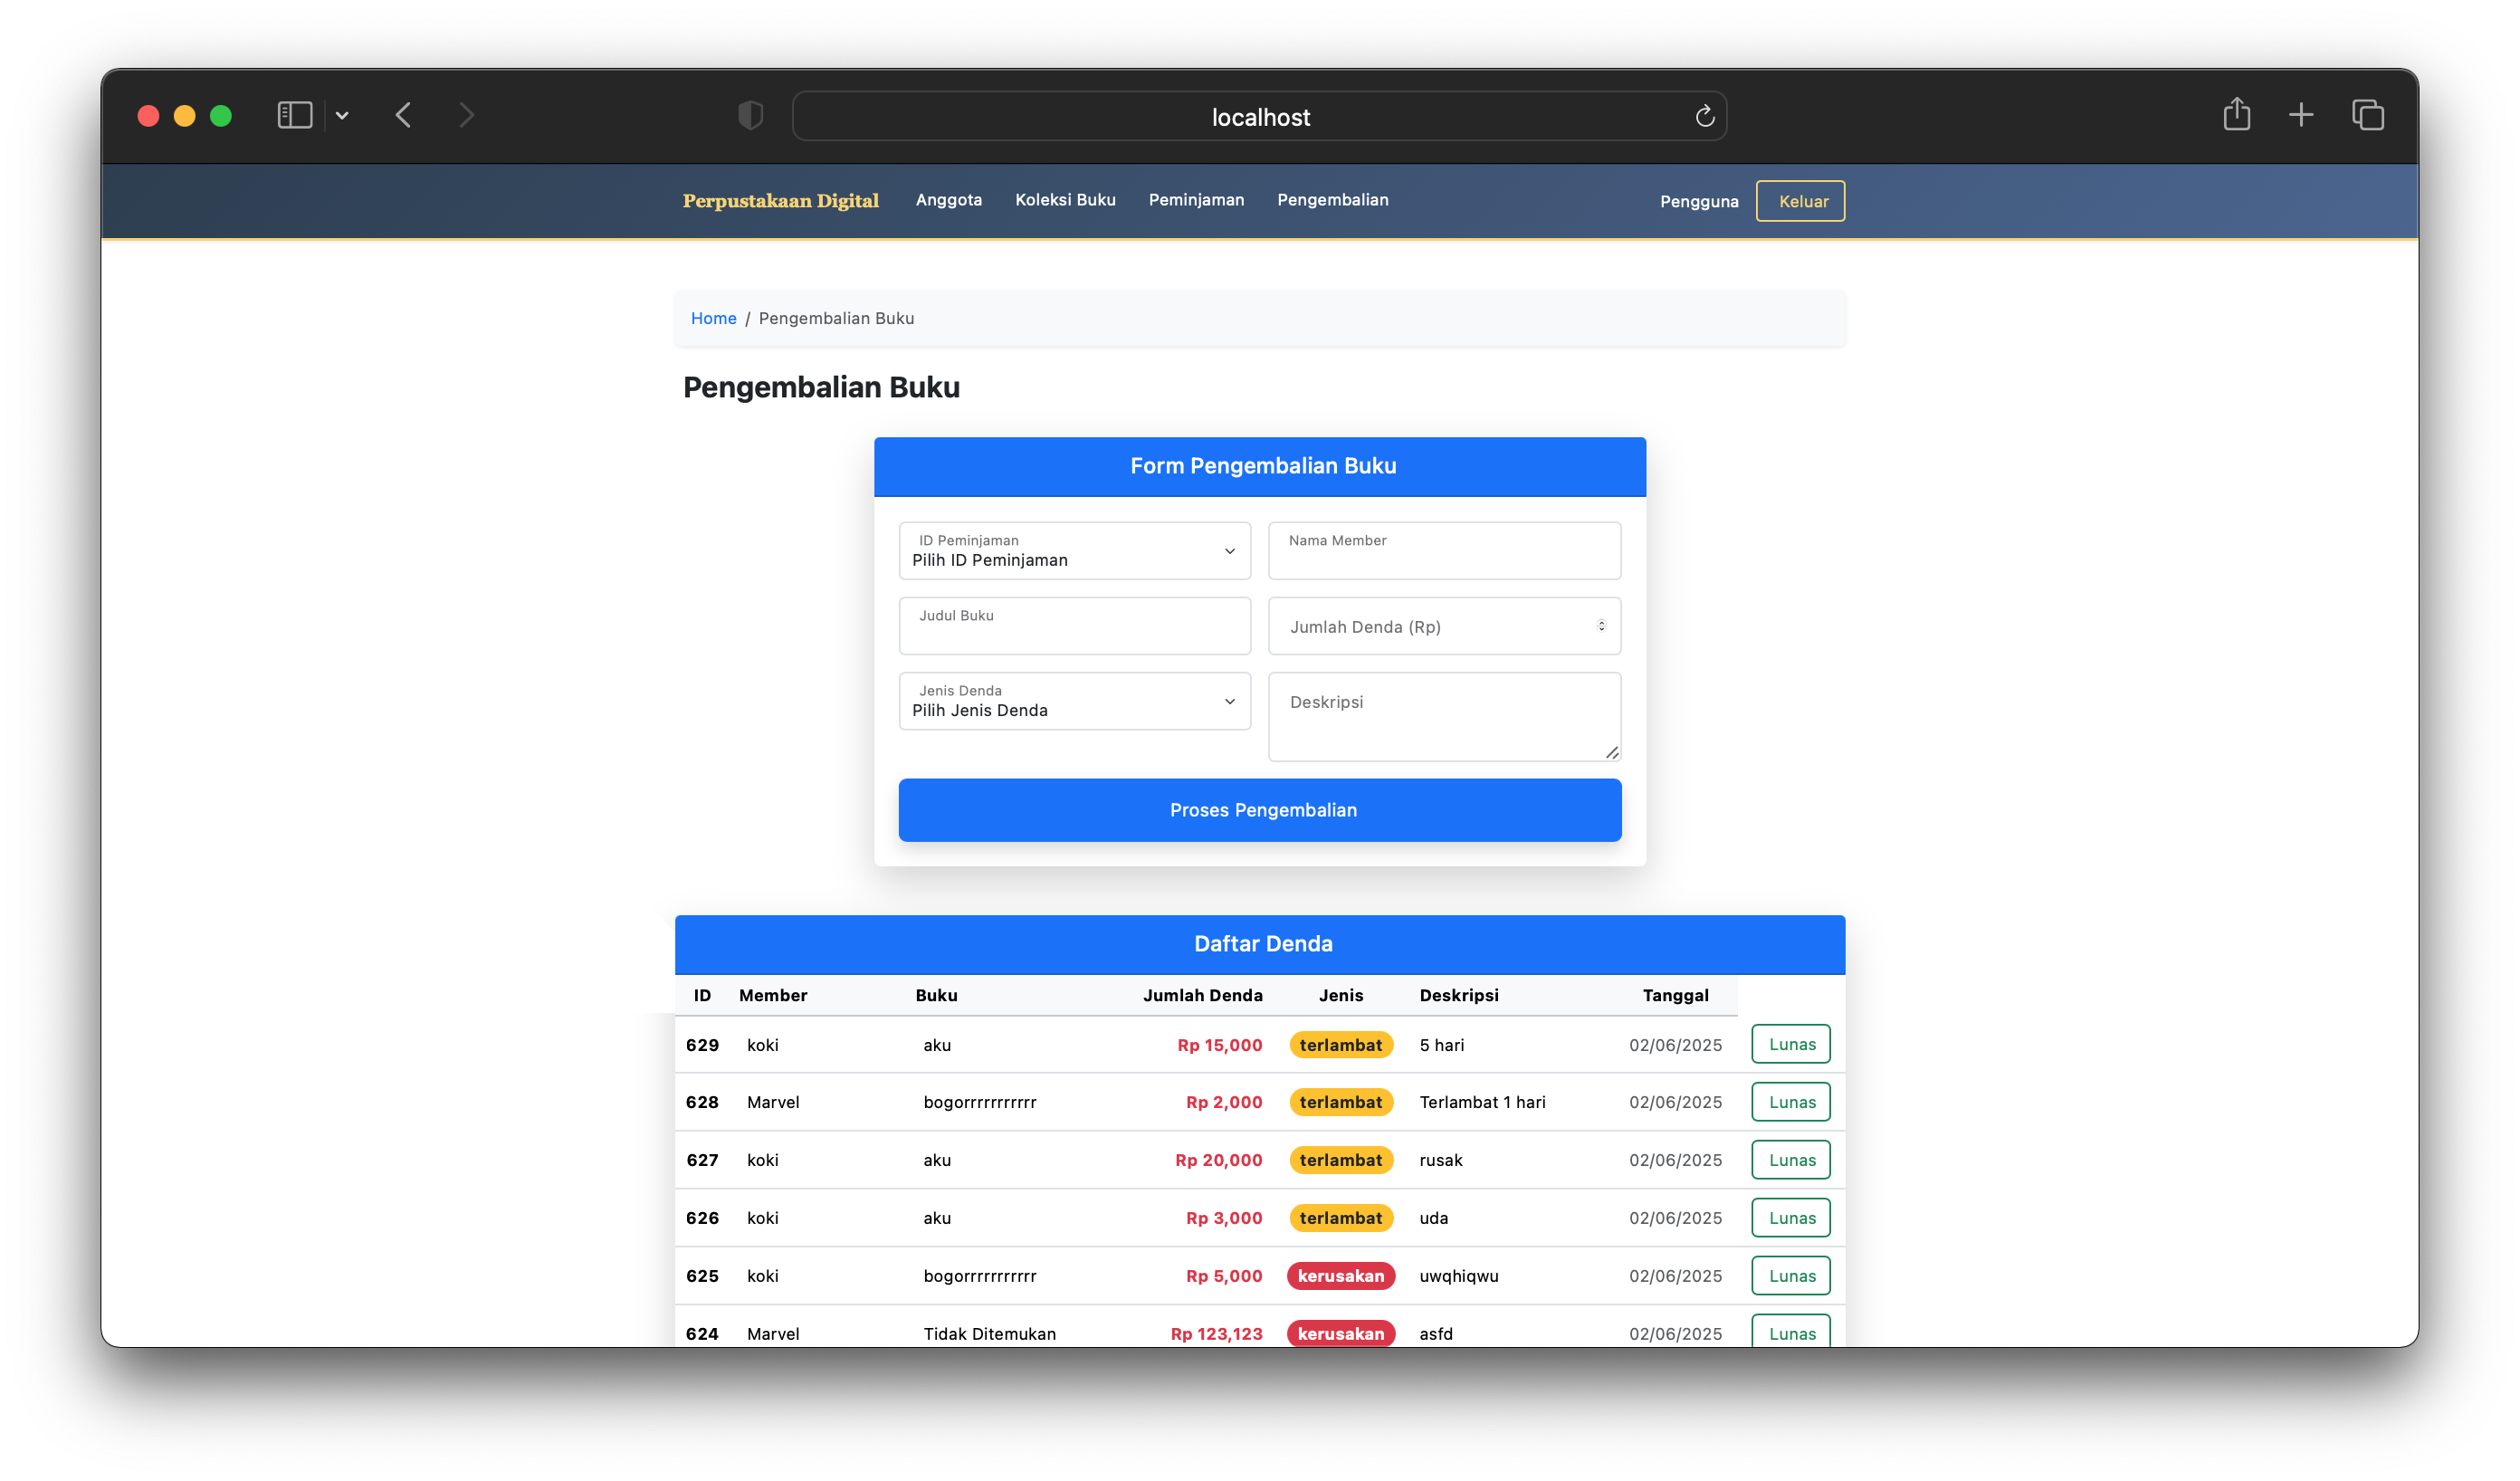 localhost
Perpustakaan Digital Anggota Koleksi Buku Peminjaman Pengembalian Pengguna Keluar
Home / Pengembalian Buku
Pengembalian Buku
Form Pengembalian Buku
ID Peminjaman
Pilih ID Peminjaman
Nama Member
Judul Buku
Jumlah Denda (Rp)
Jenis Denda
Pilih Jenis Denda
Deskripsi
Proses Pengembalian
Daftar Denda
ID Member Buku Jumlah Denda Jenis Deskripsi Tanggal
629 koki aku Rp 15,000 terlambat 5 hari 02/06/2025 Lunas
628 Marvel bogorrrrrrrrrrr Rp 2,000 terlambat Terlambat 1 hari 02/06/2025 Lunas
627 koki aku Rp 20,000 terlambat rusak 02/06/2025 Lunas
626 koki aku Rp 3,000 terlambat uda 02/06/2025 Lunas
625 koki bogorrrrrrrrrrr Rp 5,000 kerusakan uwqhiqwu 02/06/2025 Lunas
624 Marvel Tidak Ditemukan Rp 123,123 kerusakan asfd 02/06/2025 Lunas